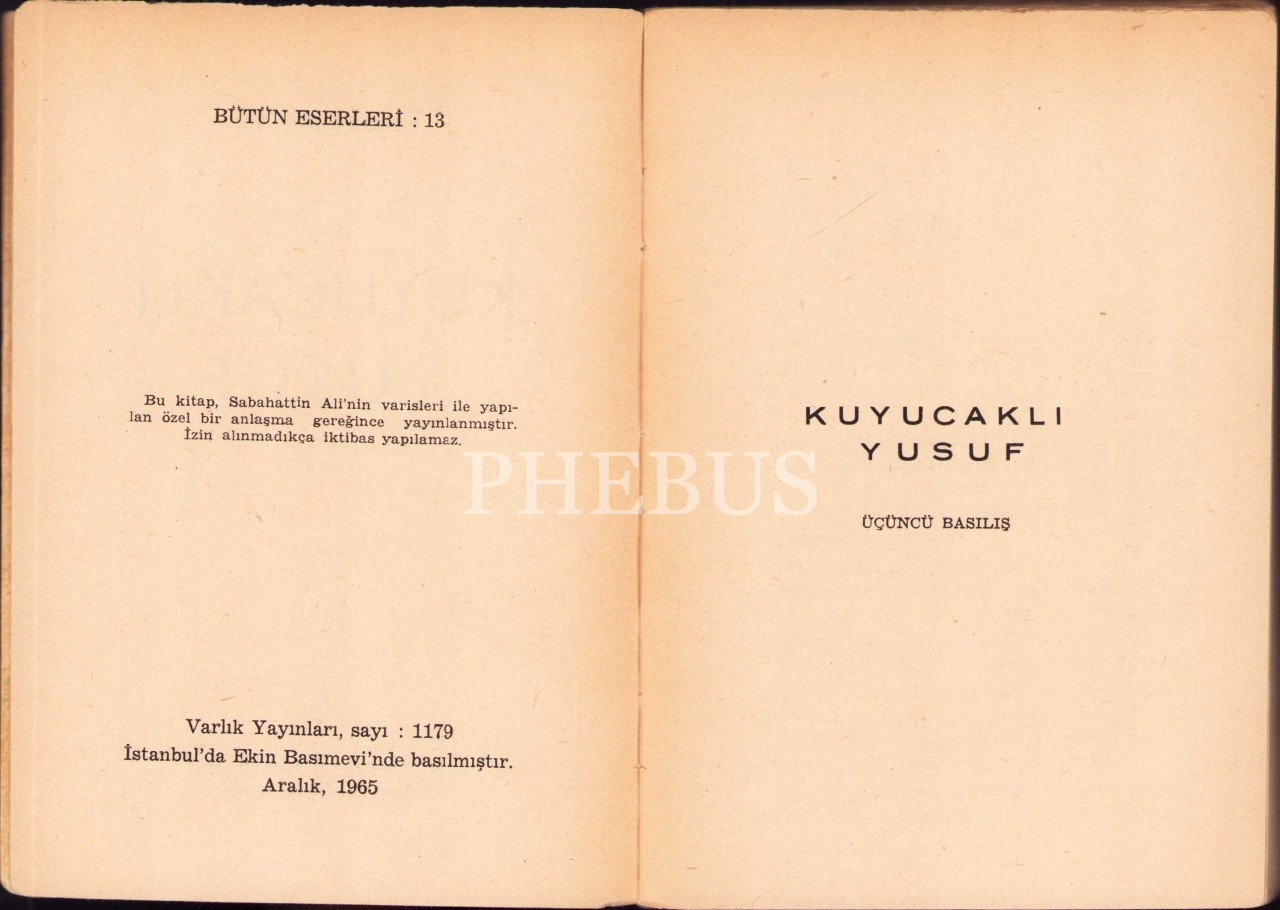 BÜTÜN ESERLERİ : 13
Bu kitap, Sabahattin Ali'nin varisleri ile yapı-
lan özel bir anlaşma gereğince yayınlanmıştır.
İzin alınmadıkça iktibas yapılamaz.
Varlık Yayınları, sayı : 1179
İstanbul'da Ekin Basımevi'nde basılmıştır.
Aralık, 1965
KUYUCAKLI
YUSUF
ÜÇÜNCÜ BASILIŞ
PHEBUS